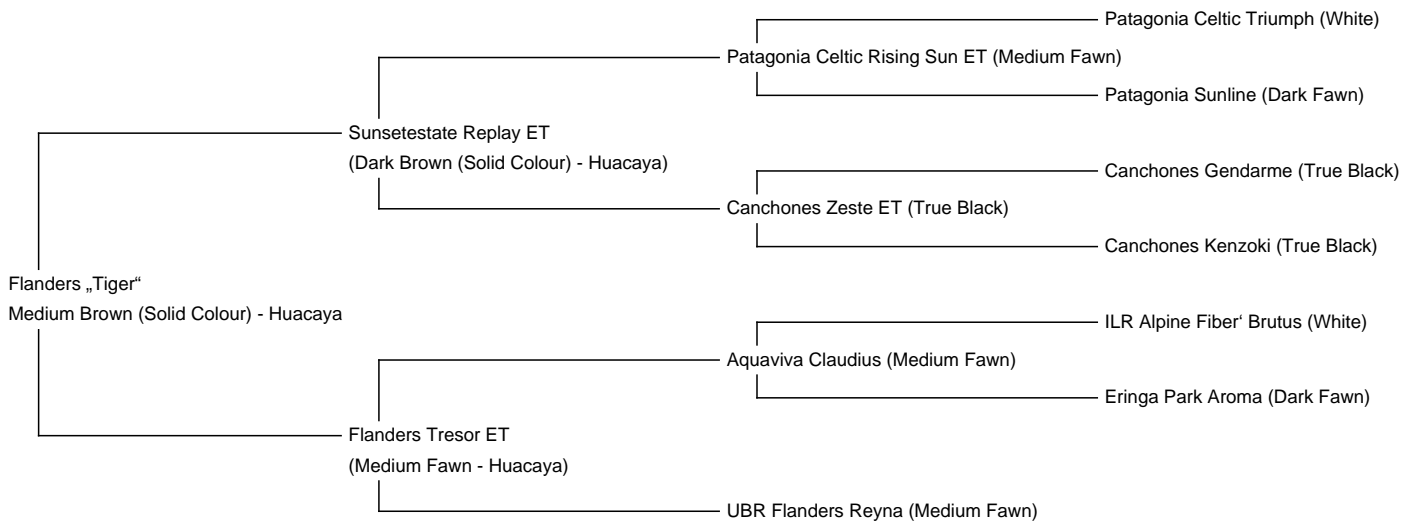 Patagonia Celtic Triumph (White)
Patagonia Celtic Rising Sun ET (Medium Fawn)
Patagonia Sunline (Dark Fawn)
Sunsetestate Replay ET
(Dark Brown (Solid Colour) - Huacaya)
Canchones Gendarme (True Black)
Canchones Zeste ET (True Black)
Canchones Kenzoki (True Black)
Flanders „Tiger“
Medium Brown (Solid Colour) - Huacaya
ILR Alpine Fiber‘ Brutus (White)
Aquaviva Claudius (Medium Fawn)
Eringa Park Aroma (Dark Fawn)
Flanders Tresor ET
(Medium Fawn - Huacaya)
UBR Flanders Reyna (Medium Fawn)